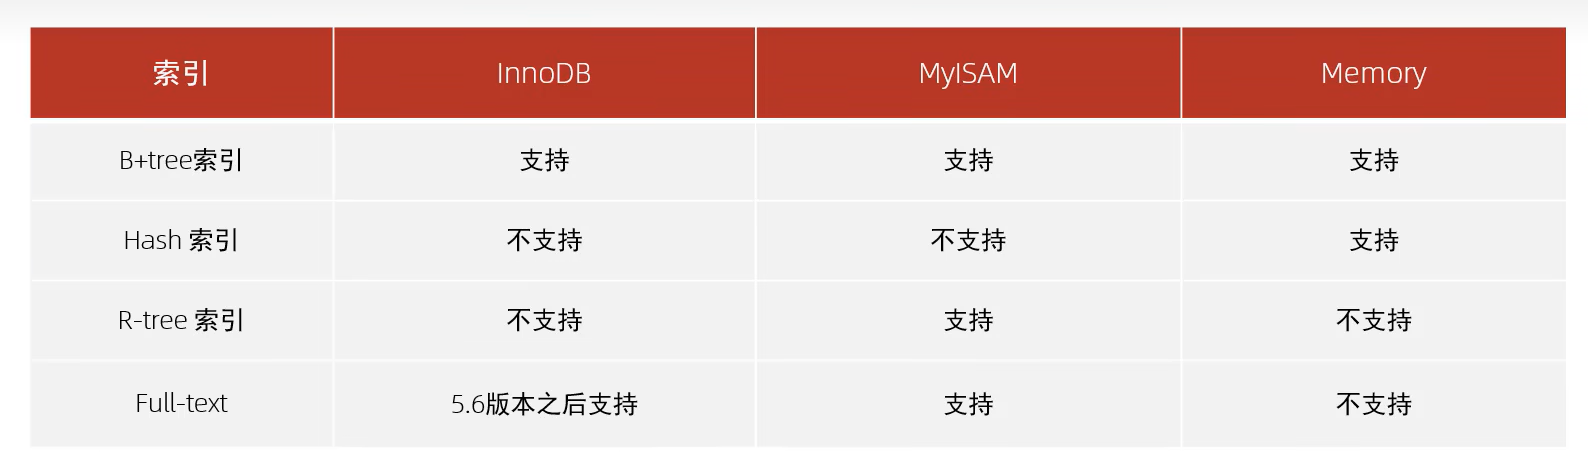 索引 InnoDB MyISAM Memory
B+tree索引 支持 支持 支持
Hash 索引 不支持 不支持 支持
R-tree 索引 不支持 支持 不支持
Full-text 5.6版本之后支持 支持 不支持